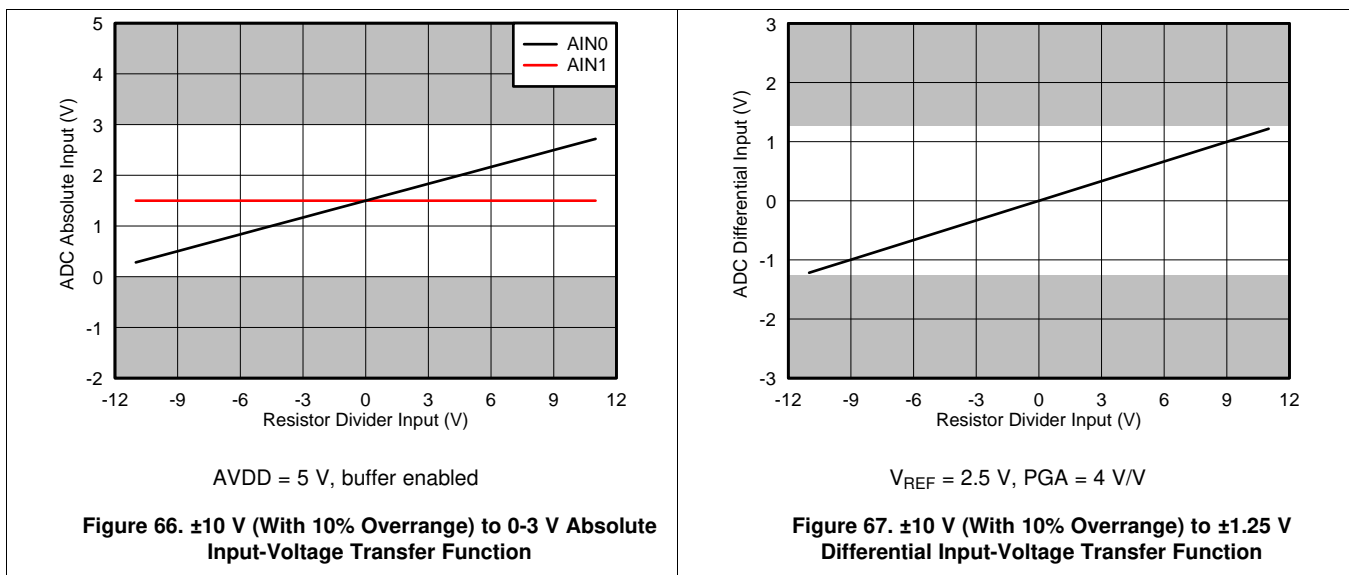 5
4
3
2
1
0
-1
-2
ADC Absolute Input (V)
AIN0
AIN1
-12 -9 -6 -3 0 3 6 9 12
Resistor Divider Input (V)
AVDD = 5 V, buffer enabled
Figure 66. ±10 V (With 10% Overrange) to 0-3 V Absolute
Input-Voltage Transfer Function
3
2
1
0
-1
-2
-3
ADC Differential Input (V)
-12 -9 -6 -3 0 3 6 9 12
Resistor Divider Input (V)
VREF = 2.5 V, PGA = 4 V/V
Figure 67. ±10 V (With 10% Overrange) to ±1.25 V
Differential Input-Voltage Transfer Function